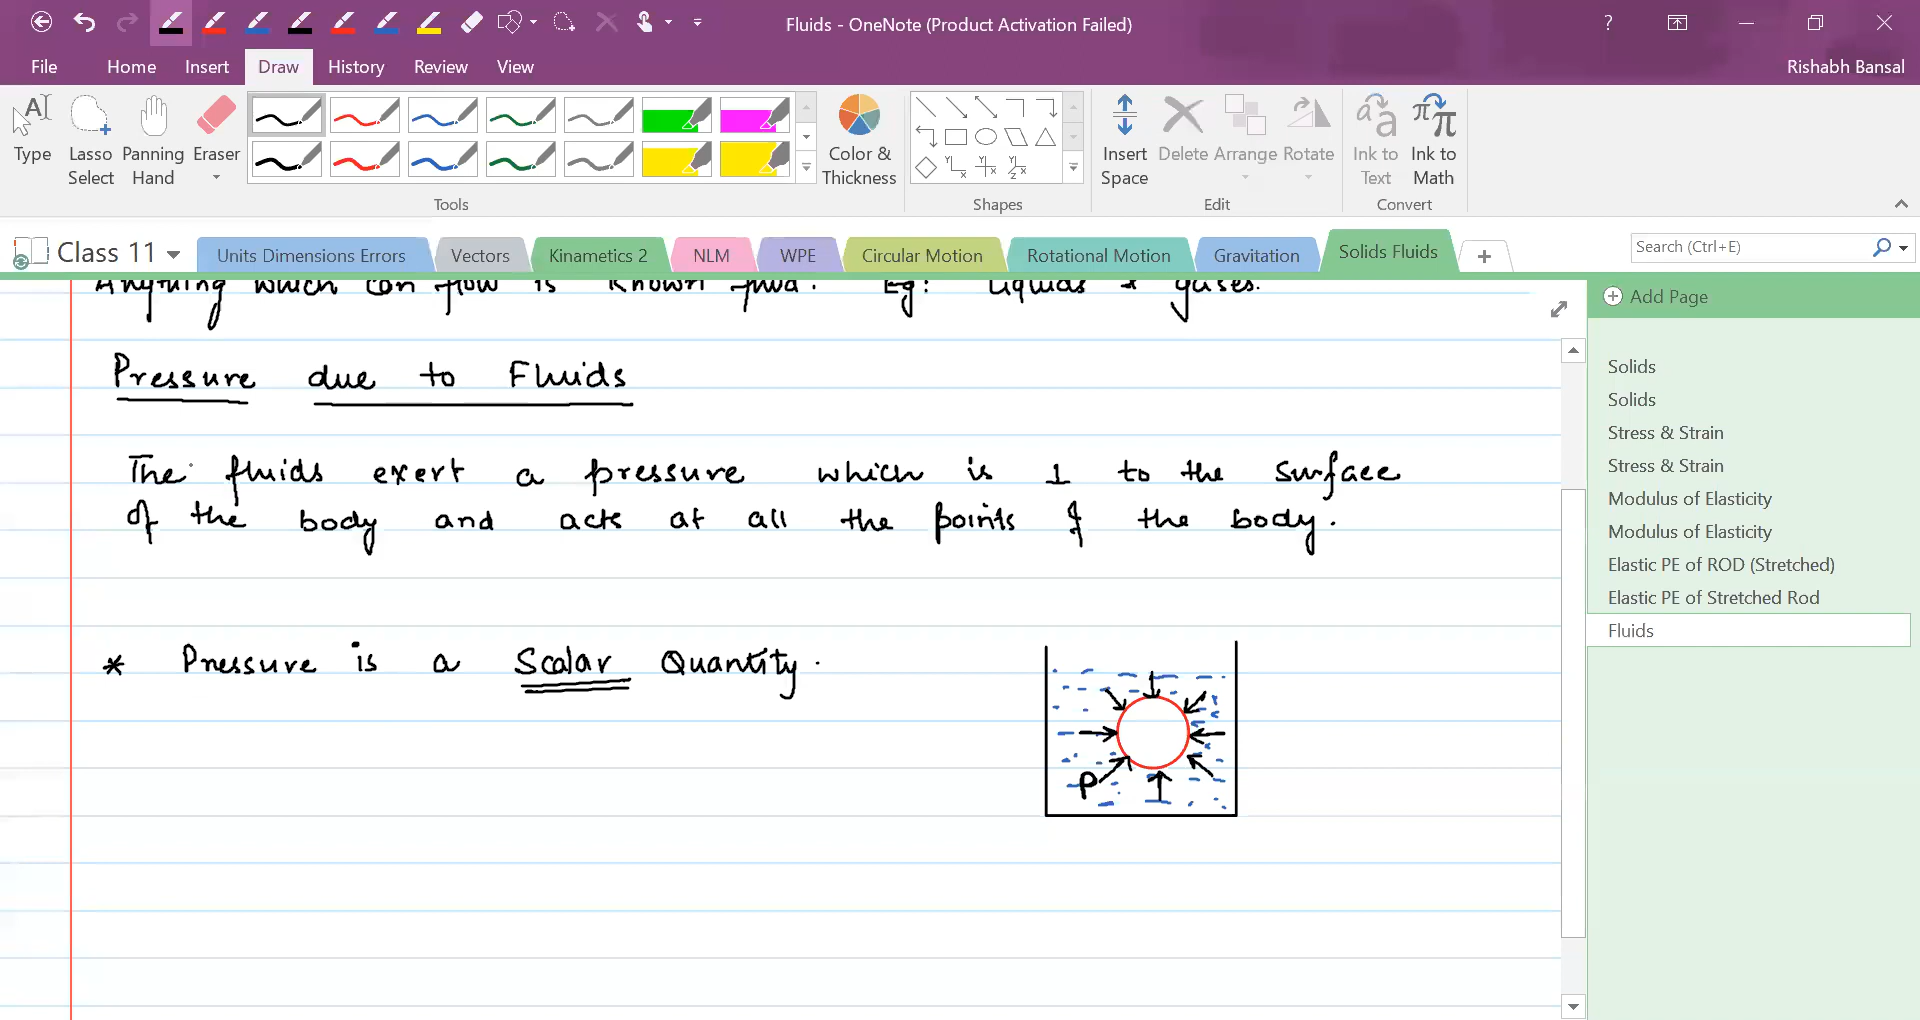 Fluids - OneNote (Product Activation Failed)
?
File Home Insert Draw History Review View
Rishabh Bansal
Type
Lasso Select
Panning Hand
Eraser
Color & Thickness
Insert Space
Delete
Arrange
Rotate
Ink to Text
Ink to Math
Tools
Shapes
Edit
Convert
Class 11
Units Dimensions Errors
Vectors
Kinametics 2
NLM
WPE
Circular Motion
Rotational Motion
Gravitation
Solids Fluids
+
Search (Ctrl+E)
Anything which can flow is known fluid. Eg: Liquids & gases.
Pressure due to Fluids
The fluids exert a pressure which is ⊥ to the surface
of the body and acts at all the points of the body.
* Pressure is a Scalar Quantity.
P
Add Page
Solids
Solids
Stress & Strain
Stress & Strain
Modulus of Elasticity
Modulus of Elasticity
Elastic PE of ROD (Stretched)
Elastic PE of Stretched Rod
Fluids